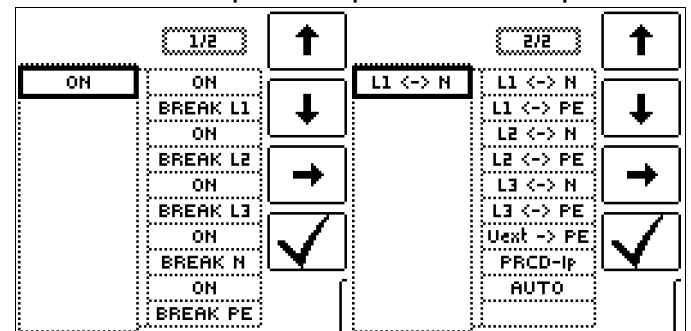 1/2
ON
ON
BREAK L1
ON
BREAK L2
ON
BREAK L3
ON
BREAK N
ON
BREAK PE
2/2
L1 <-> N
L1 <-> N
L1 <-> PE
L2 <-> N
L2 <-> PE
L3 <-> N
L3 <-> PE
Uext -> PE
PRCD-Ip
AUTO